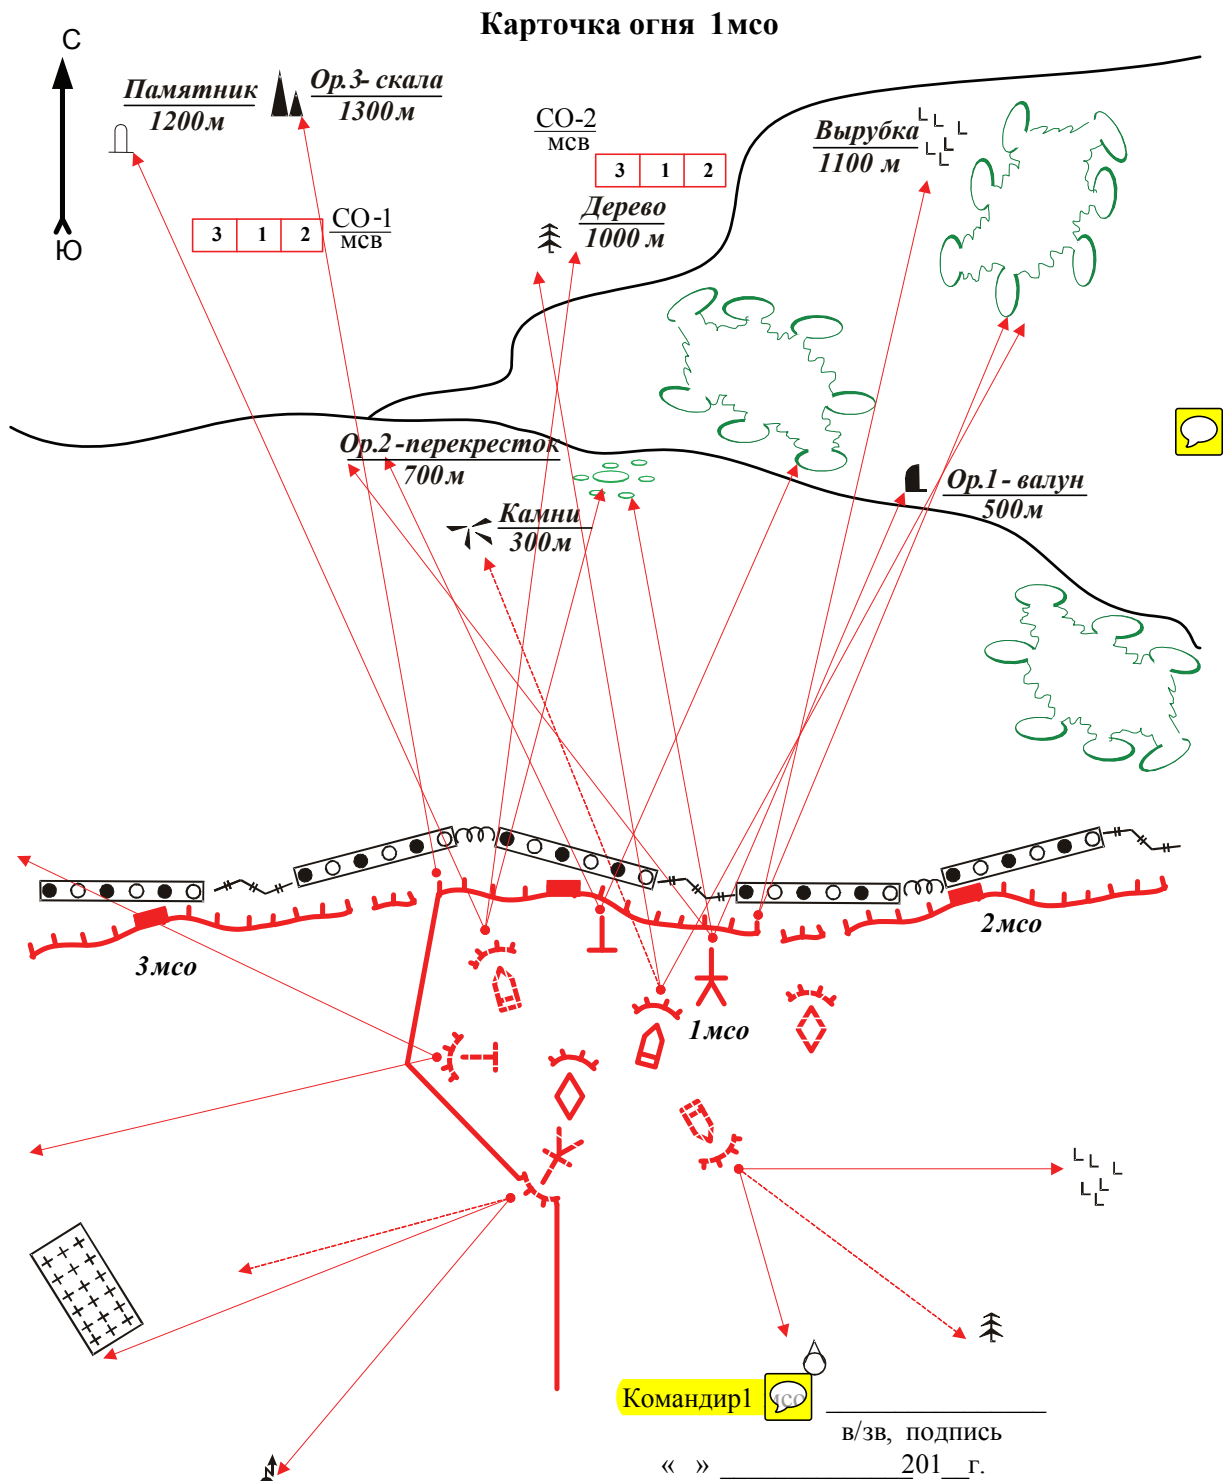 Карточка огня 1мсо
С
Ю
Памятник
1200м
Ор.3- скала
1300м
СО-2
мсв
3 1 2
Вырубка
1100 м
3 1 2
СО-1
мсв
Дерево
1000 м
Ор.2-перекресток
700м
Камни
300м
Ор.1- валун
500м
3мсо
2мсо
1мсо
Командир1 мсо
в/зв, подпись
« » 201 г.